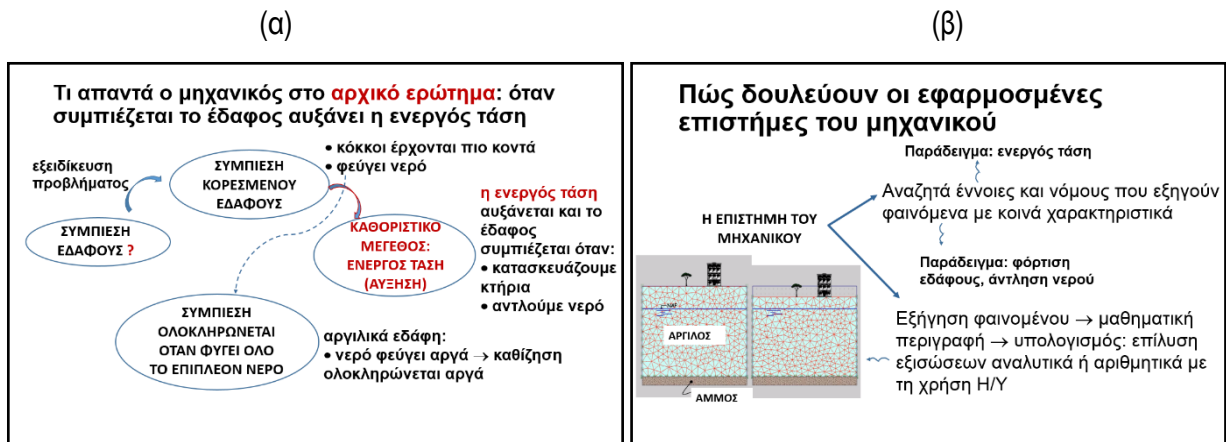 (α)
Τι απαντά ο μηχανικός στο αρχικό ερώτημα: όταν
συμπιέζεται το έδαφος αυξάνει η ενεργός τάση
εξειδίκευση
προβλήματος
ΣΥΜΠΙΕΣΗ
ΕΔΑΦΟΥΣ ?
ΣΥΜΠΙΕΣΗ
ΚΟΡΕΣΜΕΝΟΥ
ΕΔΑΦΟΥΣ
• κόκκοι έρχονται πιο κοντά
• φεύγει νερό
ΚΑΘΟΡΙΣΤΙΚΟ
ΜΕΓΕΘΟΣ:
ΕΝΕΡΓΟΣ ΤΑΣΗ
(ΑΥΞΗΣΗ)
η ενεργός τάση
αυξάνεται και το
έδαφος
συμπιέζεται όταν:
• κατασκευάζουμε
κτήρια
• αντλούμε νερό
ΣΥΜΠΙΕΣΗ
ΟΛΟΚΛΗΡΩΝΕΤΑΙ
ΟΤΑΝ ΦΥΓΕΙ ΟΛΟ
ΤΟ ΕΠΙΠΛΕΟΝ ΝΕΡΟ
αργιλικά εδάφη:
• νερό φεύγει αργά → καθίζηση
ολοκληρώνεται αργά
(β)
Πώς δουλεύουν οι εφαρμοσμένες
επιστήμες του μηχανικού
Παράδειγμα: ενεργός τάση
Αναζητά έννοιες και νόμους που εξηγούν
φαινόμενα με κοινά χαρακτηριστικά
Η ΕΠΙΣΤΗΜΗ ΤΟΥ
ΜΗΧΑΝΙΚΟΥ
Παράδειγμα: φόρτιση
εδάφους, άντληση νερού
Εξήγηση φαινομένου → μαθηματική
περιγραφή → υπολογισμός: επίλυση
εξισώσεων αναλυτικά ή αριθμητικά με
τη χρήση Η/Υ
ΑΡΓΙΛΟΣ
ΑΜΜΟΣ